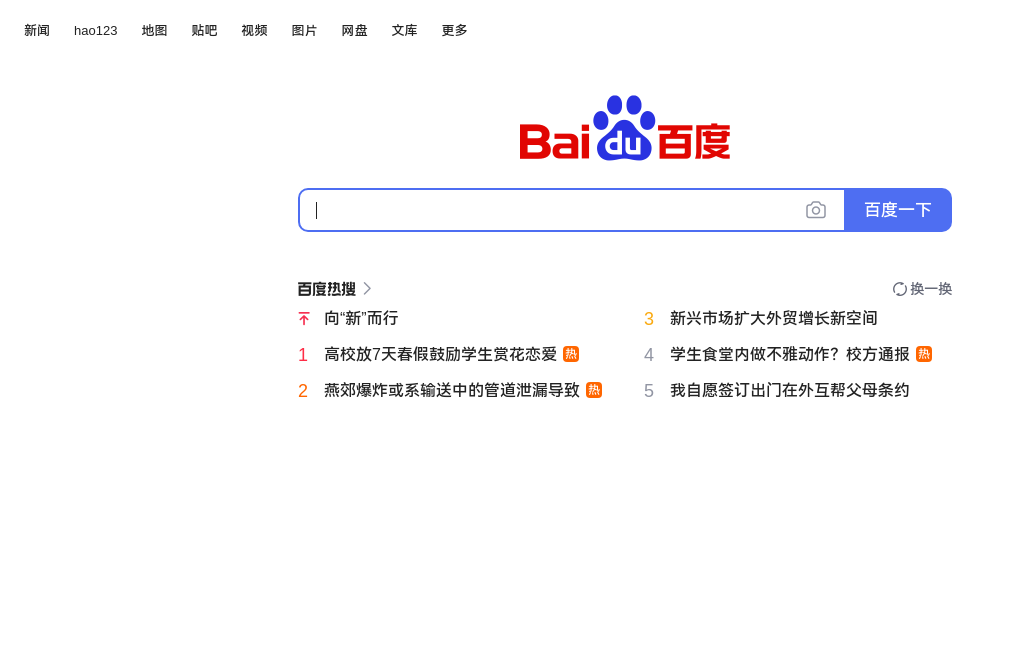 新闻 hao123 地图 贴吧 视频 图片 网盘 文库 更多
Baidu百度
百度一下
百度热搜 换一换
向“新”而行
1 高校放7天春假鼓励学生赏花恋爱 热
2 燕郊爆炸或系输送中的管道泄漏导致 热
3 新兴市场扩大外贸增长新空间
4 学生食堂内做不雅动作？校方通报 热
5 我自愿签订出门在外互帮父母条约